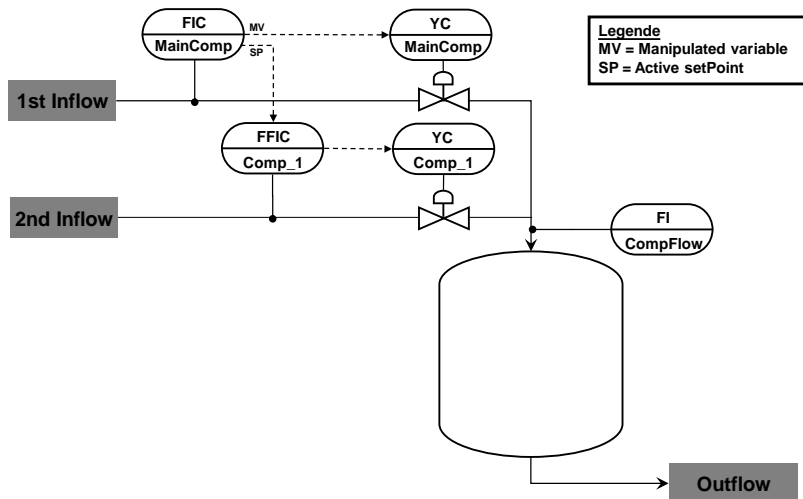 FIC
MainComp
MV
SP
YC
MainComp
Legende
MV = Manipulated variable
SP = Active setPoint
1st Inflow
FFIC
Comp_1
YC
Comp_1
2nd Inflow
FI
CompFlow
Outflow